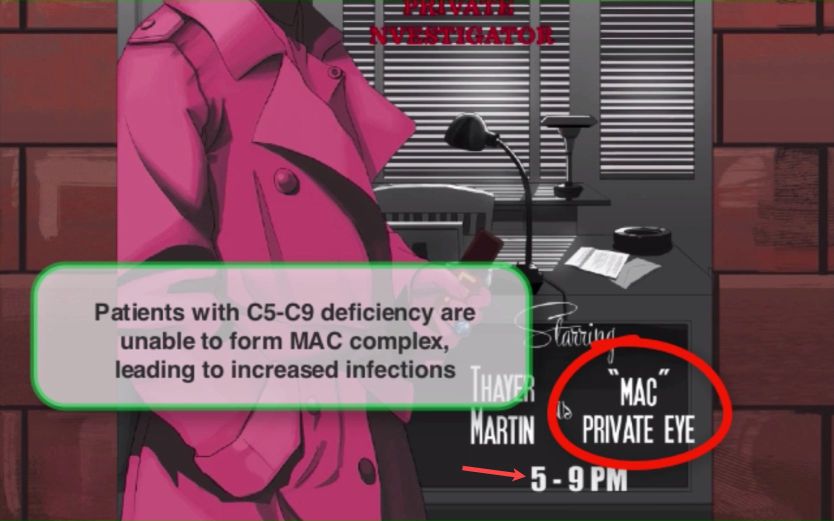 PRIVATE
NVESTIGATOR
Patients with C5-C9 deficiency are
unable to form MAC complex,
leading to increased infections
Starring
THAYER
MARTIN
as
"MAC"
PRIVATE EYE
5 - 9 PM